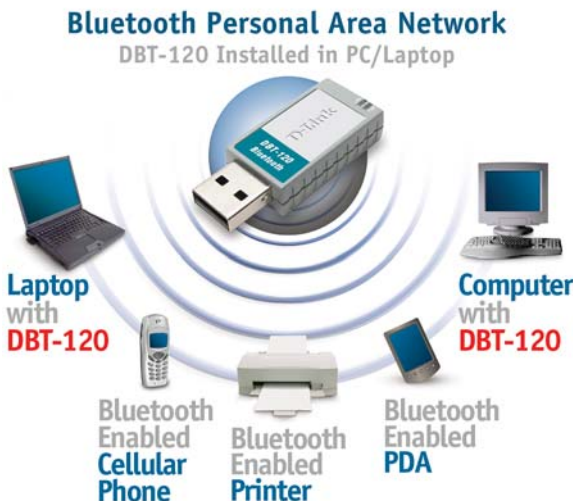 Bluetooth Personal Area Network
DBT-120 Installed in PC/Laptop
D-Link
DBT-120
Bluetooth
Laptop
with
DBT-120
Computer
with
DBT-120
Bluetooth
Enabled
Cellular
Phone
Bluetooth
Enabled
Printer
Bluetooth
Enabled
PDA